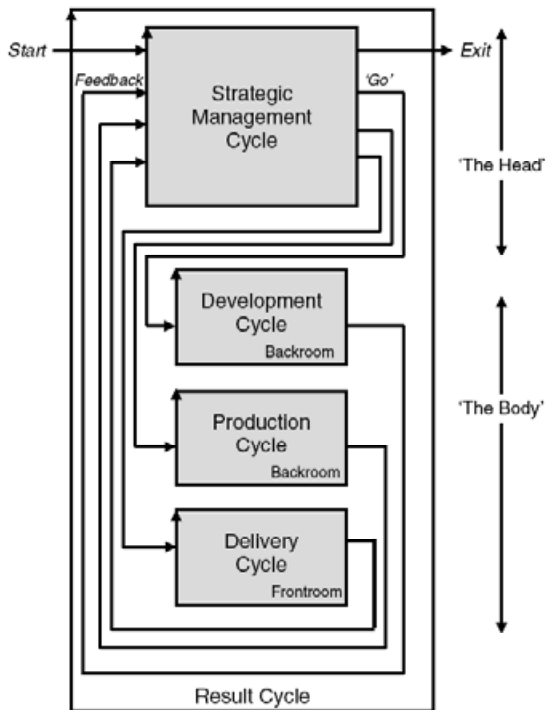 Start
Exit
Feedback
'Go'
Strategic
Management
Cycle
'The Head'
Development
Cycle
Backroom
'The Body'
Production
Cycle
Backroom
Delivery
Cycle
Frontroom
Result Cycle